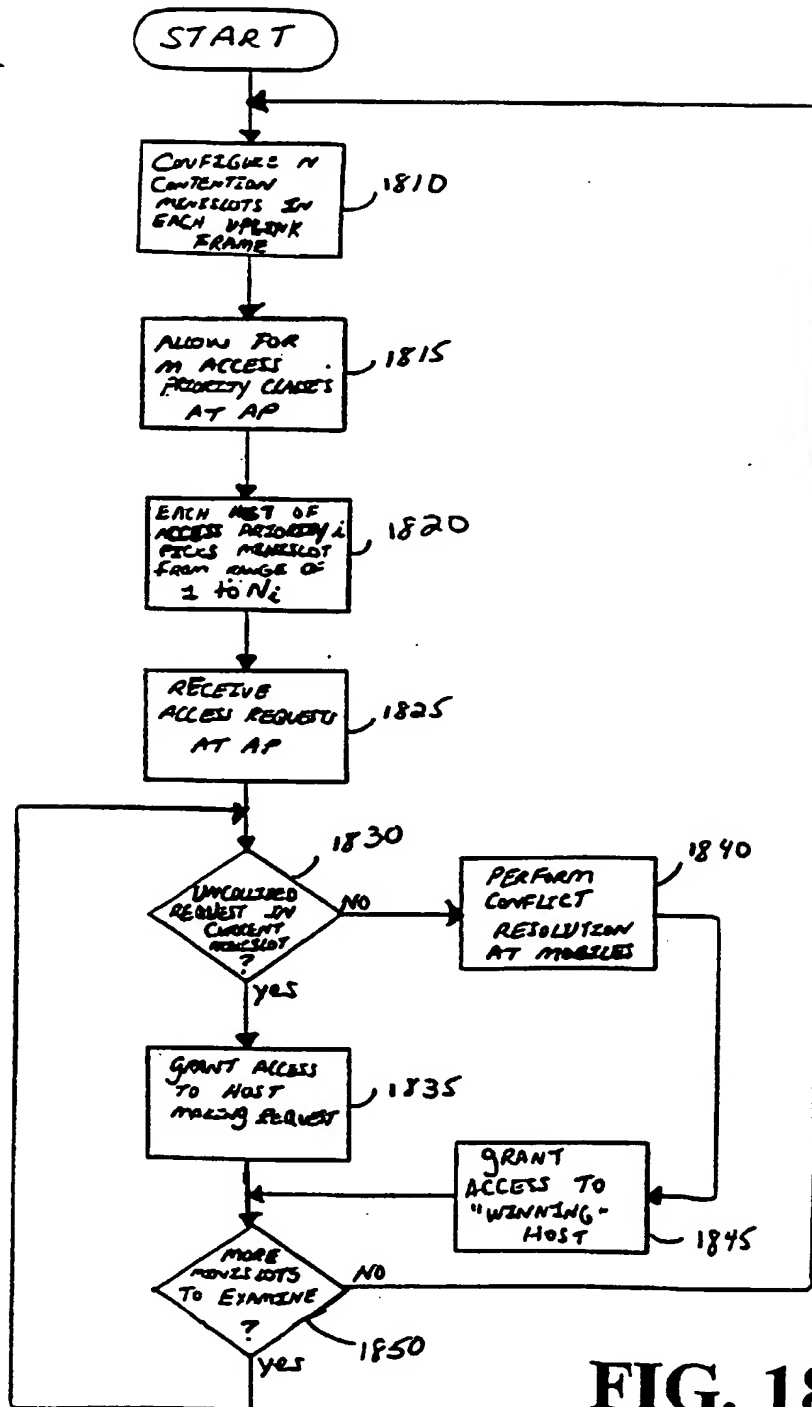 START
CONFIGURE N
CONTENTION
MINISLOTS IN
EACH UPLINK
FRAME
1810
ALLOW FOR
M ACCESS
PRIORITY CLASSES
AT AP
1815
EACH HOST OF
ACCESS PRIORITY i
PICKS MINISLOT
FROM RANGE OF
1 to Ni
1820
RECEIVE
ACCESS REQUESTS
AT AP
1825
UNCOLLIDED
REQUEST IN
CURRENT
MINISLOT
?
1830
NO
yes
PERFORM
CONFLICT
RESOLUTION
AT MOBILES
1840
GRANT ACCESS
TO HOST
MAKING REQUEST
1835
GRANT
ACCESS TO
"WINNING"
HOST
1845
MORE
MINISLOTS
TO EXAMINE
?
NO
1850
yes
FIG. 18